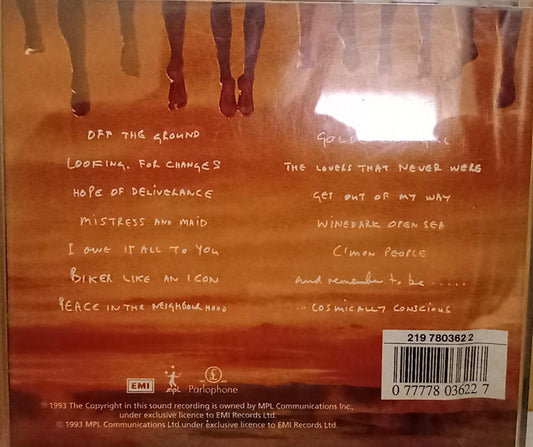 OFF THE GROUND
LOOKING. FOR CHANGES
HOPE OF DELIVERANCE
MISTRESS AND MAID
I OWE IT ALL TO YOU
BIKER LIKE AN ICON
PEACE IN THE NEIGHBOURHOOD
THE LOVERS THAT NEVER WERE
GET OUT OF MY WAY
WINEDARK OPEN SEA
C'MON PEOPLE
and remember to be .....
... COSMICALLY CONSCIOUS
219 780362 2
0 77778 03622 7
EMI
MPL
Parlophone
℗ 1993 The Copyright in this sound recording is owned by MPL Communications Inc.,
under exclusive licence to EMI Records Ltd.
© 1993 MPL Communications Ltd under exclusive licence to EMI Records Ltd.